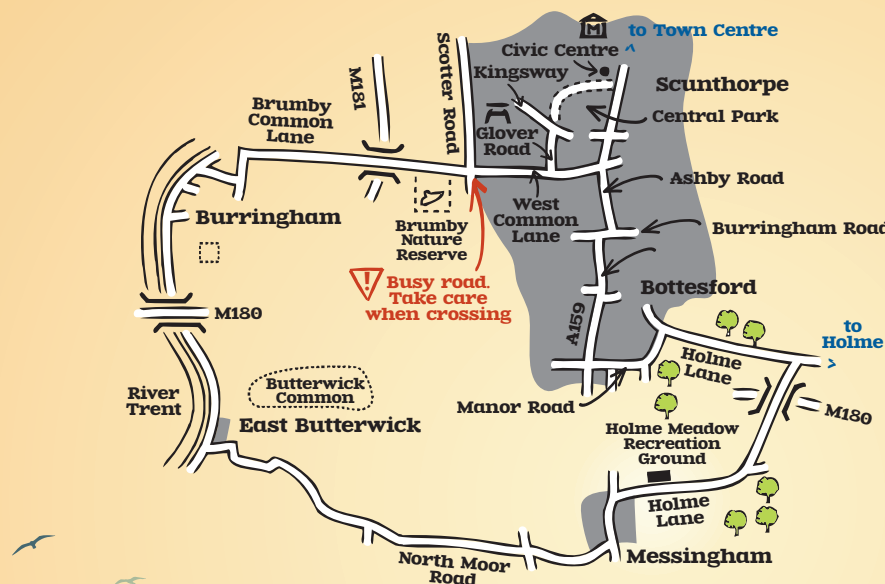 to Town Centre
Civic Centre
M
Kingsway
Scunthorpe
Central Park
Scotter Road
M181
Brumby
Common
Lane
Glover
Road
Ashby Road
West
Common
Lane
Burringham
Brumby
Nature
Reserve
Burringham Road
! Busy road.
Take care
when crossing
Bottesford
M180
A159
to
Holme
Holme
Lane
River
Trent
Butterwick
Common
Manor Road
M180
East Butterwick
Holme Meadow
Recreation
Ground
Holme
Lane
Messingham
North Moor
Road